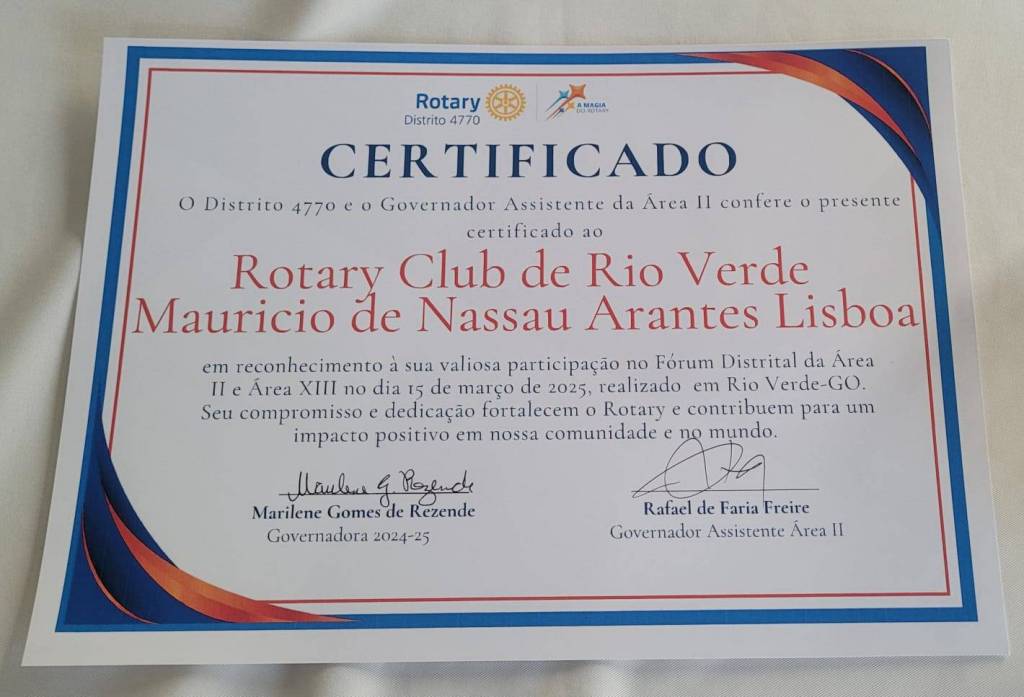 Rotary
Distrito 4770
A MAGIA
DO ROTARY
CERTIFICADO
O Distrito 4770 e o Governador Assistente da Área II confere o presente
certificado ao
Rotary Club de Rio Verde
Mauricio de Nassau Arantes Lisboa
em reconhecimento à sua valiosa participação no Fórum Distrital da Área
II e Área XIII no dia 15 de março de 2025, realizado em Rio Verde-GO.
Seu compromisso e dedicação fortalecem o Rotary e contribuem para um
impacto positivo em nossa comunidade e no mundo.
Marilene G. Rezende
Marilene Gomes de Rezende
Governadora 2024-25
Rafael de Faria Freire
Governador Assistente Área II